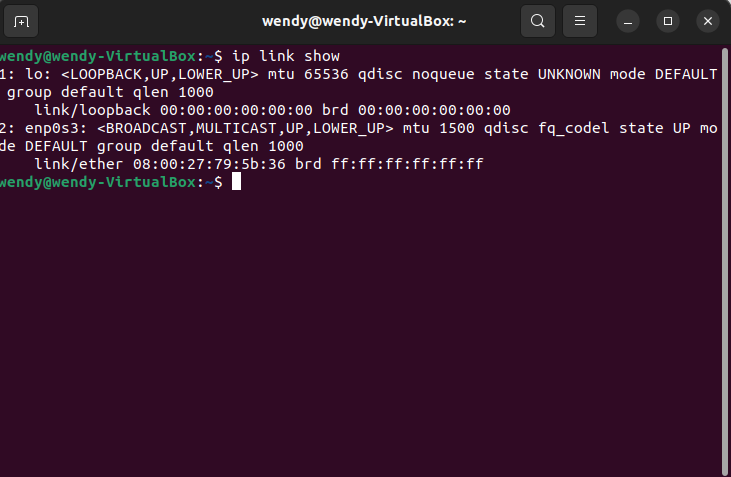 wendy@wendy-VirtualBox: ~
wendy@wendy-VirtualBox:~$ ip link show
1: lo: <LOOPBACK,UP,LOWER_UP> mtu 65536 qdisc noqueue state UNKNOWN mode DEFAULT
 group default qlen 1000
    link/loopback 00:00:00:00:00:00 brd 00:00:00:00:00:00
2: enp0s3: <BROADCAST,MULTICAST,UP,LOWER_UP> mtu 1500 qdisc fq_codel state UP mo
de DEFAULT group default qlen 1000
    link/ether 08:00:27:79:5b:36 brd ff:ff:ff:ff:ff:ff
wendy@wendy-VirtualBox:~$